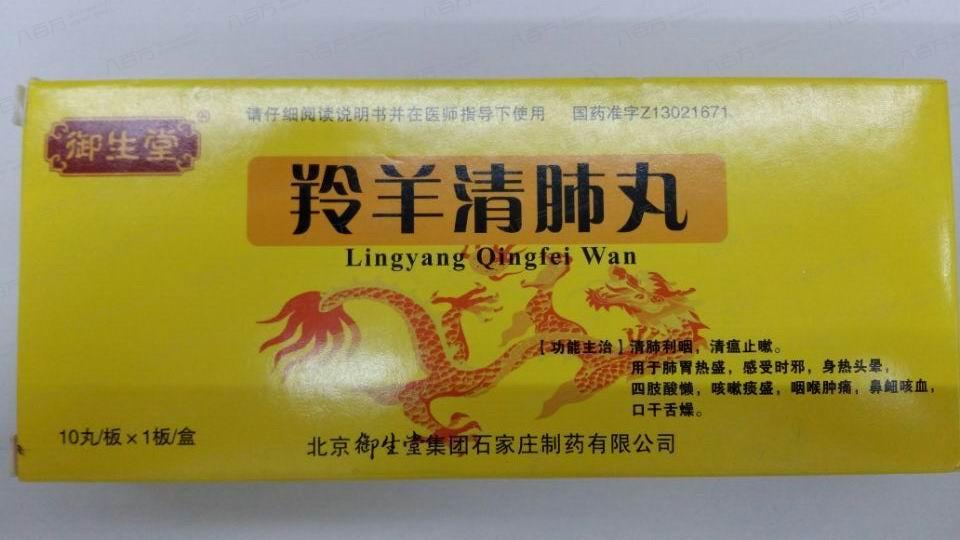 请仔细阅读说明书并在医师指导下使用 国药准字Z13021671
御生堂®
羚羊清肺丸
Lingyang Qingfei Wan
【功能主治】清肺利咽，清瘟止嗽。
用于肺胃热盛，感受时邪，身热头晕，
四肢酸懒，咳嗽痰盛，咽喉肿痛，鼻衄咳血，
口干舌燥。
10丸/板×1板/盒
北京御生堂集团石家庄制药有限公司